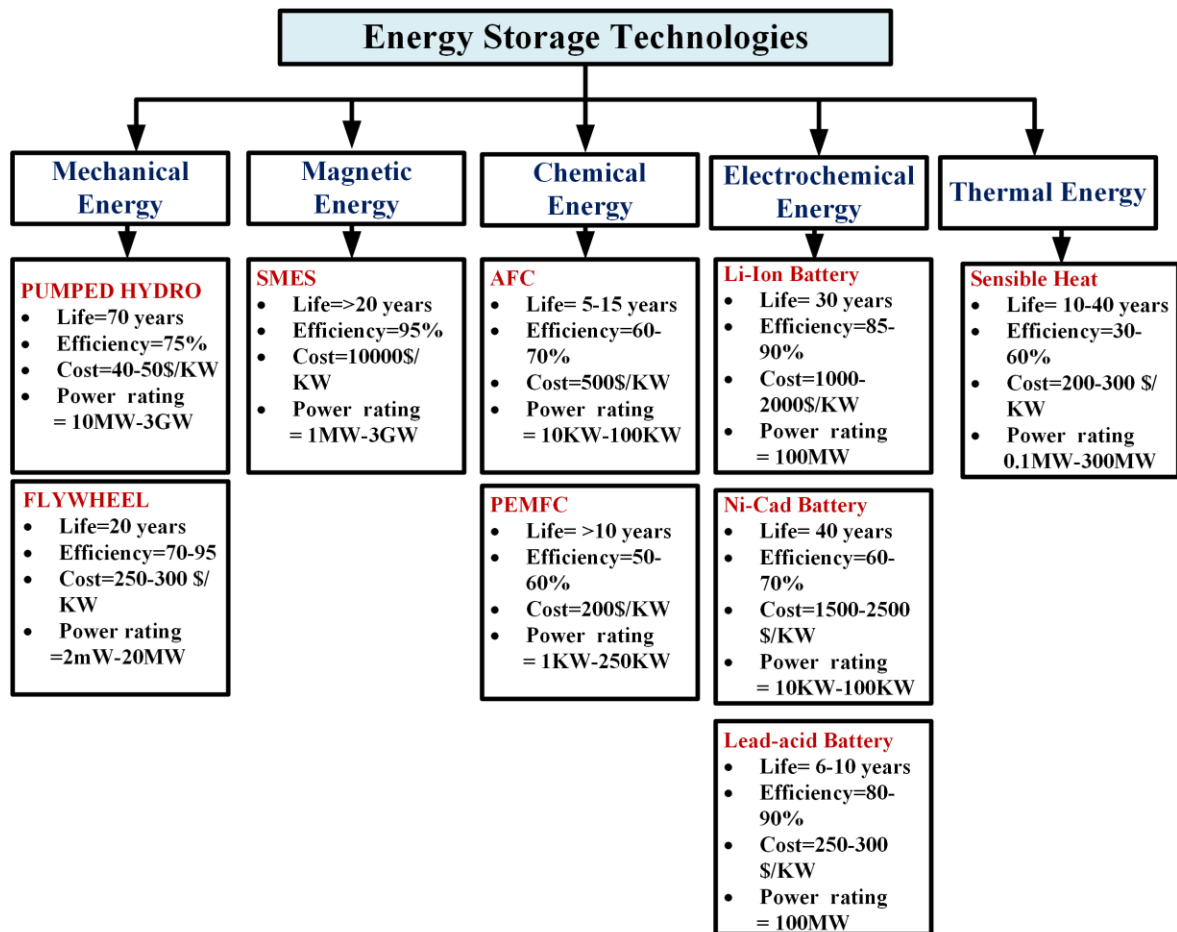 Energy Storage Technologies
Mechanical
Energy
Magnetic
Energy
Chemical
Energy
Electrochemical
Energy
Thermal Energy
PUMPED HYDRO
• Life=70 years
• Efficiency=75%
• Cost=40-50$/KW
• Power rating
= 10MW-3GW
FLYWHEEL
• Life=20 years
• Efficiency=70-95
• Cost=250-300 $/
KW
• Power rating
=2mW-20MW
SMES
• Life=>20 years
• Efficiency=95%
• Cost=10000$/
KW
• Power rating
= 1MW-3GW
AFC
• Life= 5-15 years
• Efficiency=60-
70%
• Cost=500$/KW
• Power rating
= 10KW-100KW
PEMFC
• Life= >10 years
• Efficiency=50-
60%
• Cost=200$/KW
• Power rating
= 1KW-250KW
Li-Ion Battery
• Life= 30 years
• Efficiency=85-
90%
• Cost=1000-
2000$/KW
• Power rating
= 100MW
Ni-Cad Battery
• Life= 40 years
• Efficiency=60-
70%
• Cost=1500-2500
$/KW
• Power rating
= 10KW-100KW
Lead-acid Battery
• Life= 6-10 years
• Efficiency=80-
90%
• Cost=250-300
$/KW
• Power rating
= 100MW
Sensible Heat
• Life= 10-40 years
• Efficiency=30-
60%
• Cost=200-300 $/
KW
• Power rating
0.1MW-300MW